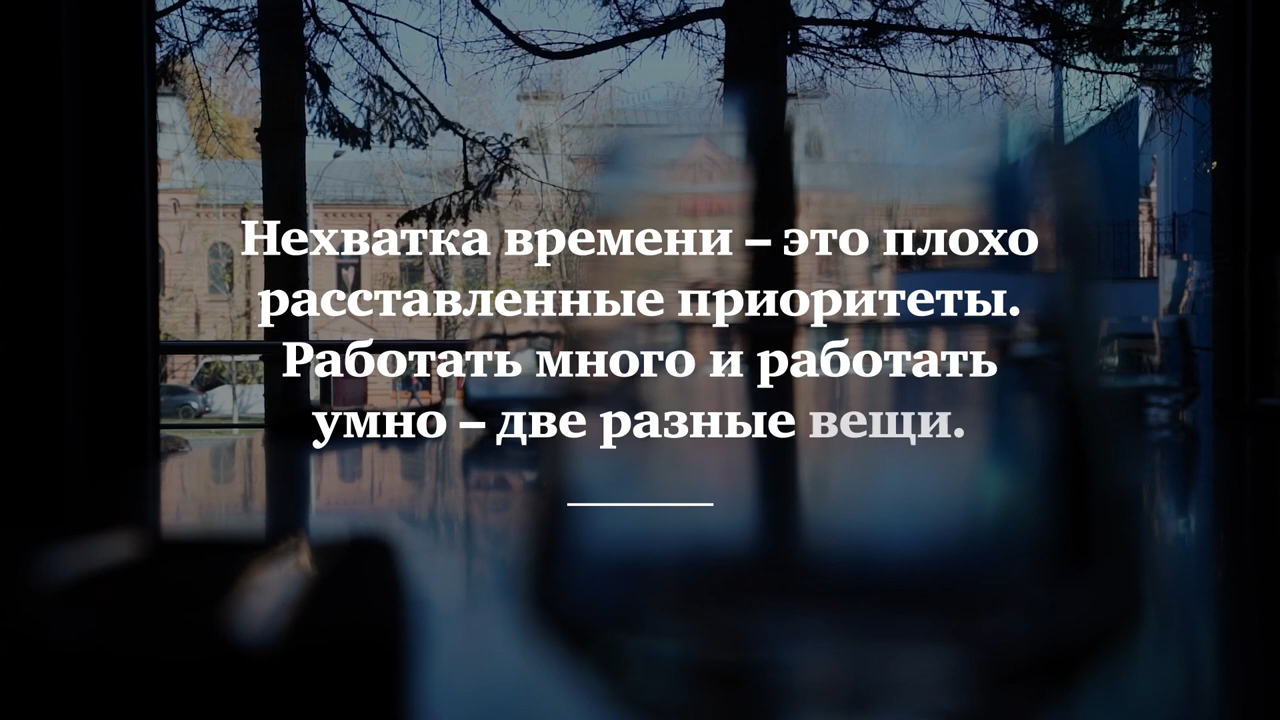 Нехватка времени – это плохо
расставленные приоритеты.
Работать много и работать
умно – две разные вещи.